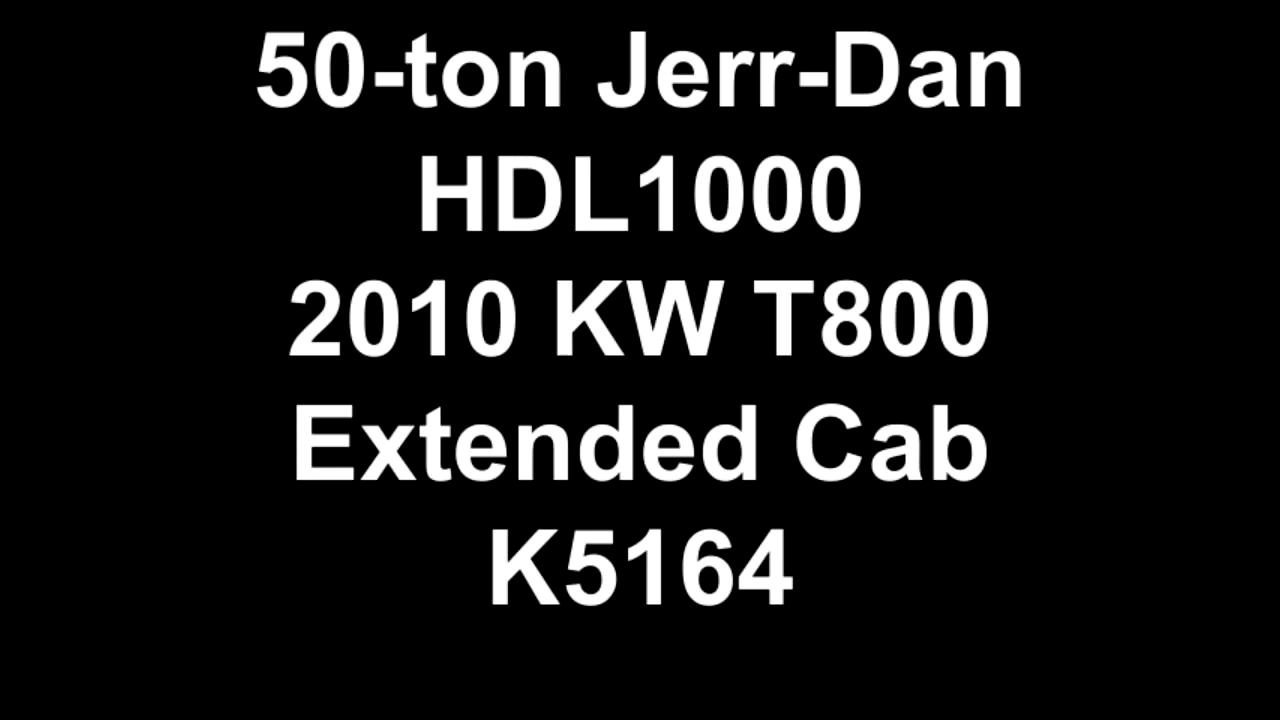 50-ton Jerr-Dan
HDL1000
2010 KW T800
Extended Cab
K5164